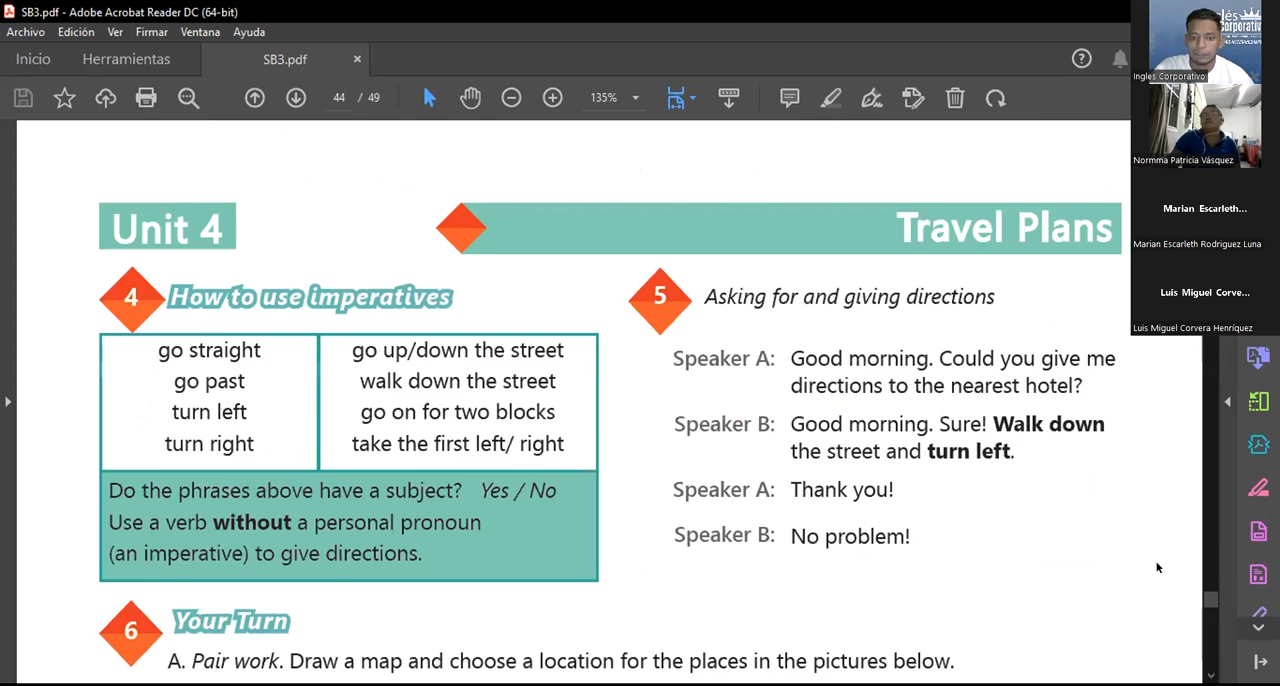 SB3.pdf - Adobe Acrobat Reader DC (64-bit)
Archivo Edición Ver Firmar Ventana Ayuda
Inicio Herramientas SB3.pdf ×
44 / 49 135%
Unit 4
Travel Plans
4 How to use imperatives
go straight
go past
turn left
turn right
go up/down the street
walk down the street
go on for two blocks
take the first left/ right
Do the phrases above have a subject? Yes / No
Use a verb without a personal pronoun
(an imperative) to give directions.
5 Asking for and giving directions
Speaker A: Good morning. Could you give me
directions to the nearest hotel?
Speaker B: Good morning. Sure! Walk down
the street and turn left.
Speaker A: Thank you!
Speaker B: No problem!
6 Your Turn
A. Pair work. Draw a map and choose a location for the places in the pictures below.
Ingles Corporativo
Normma Patricia Vásquez
Marian Escarleth...
Marian Escarleth Rodriguez Luna
Luis Miguel Corve...
Luis Miguel Corvera Henríquez